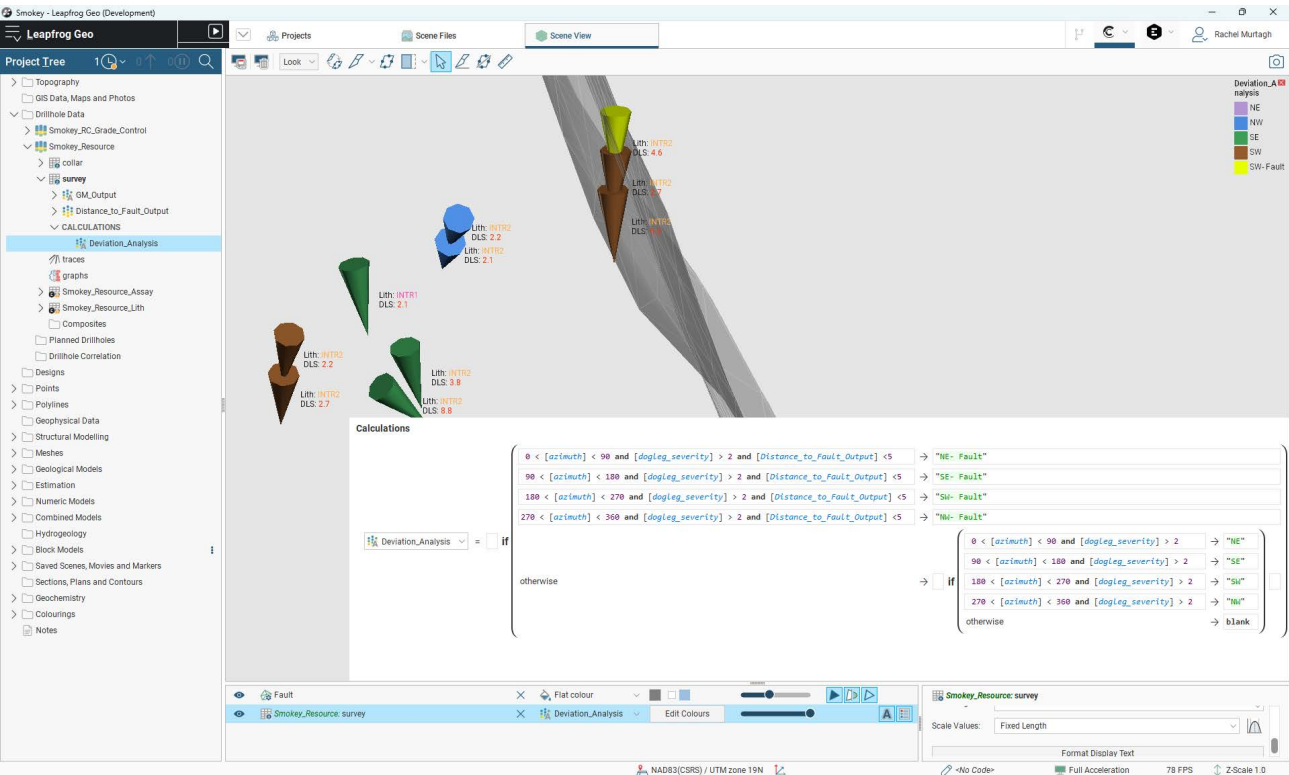 Smokey - Leapfrog Geo (Development)
Leapfrog Geo
Projects
Scene Files
Scene View
Rachel Murtagh
Project Tree
1
0
0
Look
Topography
GIS Data, Maps and Photos
Drillhole Data
Smokey_RC_Grade_Control
Smokey_Resource
collar
survey
GM_Output
Distance_to_Fault_Output
CALCULATIONS
Deviation_Analysis
traces
graphs
Smokey_Resource_Assay
Smokey_Resource_Lith
Composites
Planned Drillholes
Drillhole Correlation
Designs
Points
Polylines
Geophysical Data
Structural Modelling
Meshes
Geological Models
Estimation
Numeric Models
Combined Models
Hydrogeology
Block Models
Saved Scenes, Movies and Markers
Sections, Plans and Contours
Geochemistry
Colourings
Notes
Deviation_A
nalysis
NE
NW
SE
SW
SW- Fault
Lith: INTR2
DLS: 4.6
Lith: INTR2
DLS:
Lith: INTR2
DLS:
Lith: INTR2
DLS: 2.2
Lith: INTR2
DLS: 2.1
Lith: INTR1
DLS: 2.1
Lith: INTR2
DLS: 2.2
Lith: INTR2
DLS: 2.7
Lith: INTR2
DLS: 3.8
Lith: INTR2
DLS: 8.8
Calculations
0 < [azimuth] < 90 and [dogleg_severity] > 2 and [Distance_to_Fault_Output] <5 → "NE- Fault"
90 < [azimuth] < 180 and [dogleg_severity] > 2 and [Distance_to_Fault_Output] <5 → "SE- Fault"
180 < [azimuth] < 270 and [dogleg_severity] > 2 and [Distance_to_Fault_Output] <5 → "SW- Fault"
270 < [azimuth] < 360 and [dogleg_severity] > 2 and [Distance_to_Fault_Output] <5 → "NW- Fault"
Deviation_Analysis = if
otherwise → if
0 < [azimuth] < 90 and [dogleg_severity] > 2 → "NE"
90 < [azimuth] < 180 and [dogleg_severity] > 2 → "SE"
180 < [azimuth] < 270 and [dogleg_severity] > 2 → "SW"
270 < [azimuth] < 360 and [dogleg_severity] > 2 → "NW"
otherwise → blank
Fault
Flat colour
Smokey_Resource: survey
Deviation_Analysis
Edit Colours
A
Smokey_Resource: survey
Scale Values: Fixed Length
Format Display Text
NAD83(CSRS) / UTM zone 19N
<No Code>
Full Acceleration
78 FPS
Z-Scale 1.0